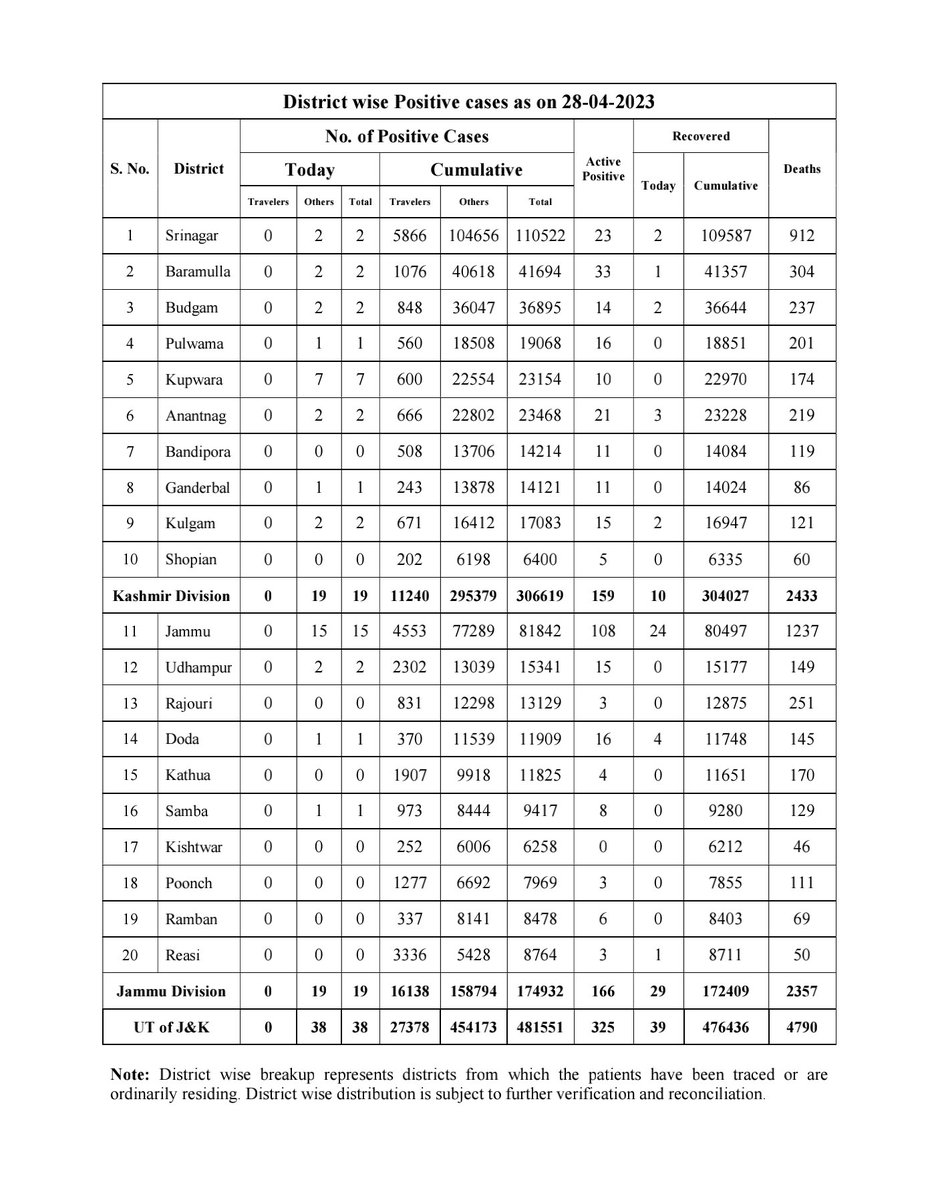 District wise Positive cases as on 28-04-2023
S. No. District No. of Positive Cases Active Positive Recovered Deaths
Today Cumulative Today Cumulative
Travelers Others Total Travelers Others Total
1 Srinagar 0 2 2 5866 104656 110522 23 2 109587 912
2 Baramulla 0 2 2 1076 40618 41694 33 1 41357 304
3 Budgam 0 2 2 848 36047 36895 14 2 36644 237
4 Pulwama 0 1 1 560 18508 19068 16 0 18851 201
5 Kupwara 0 7 7 600 22554 23154 10 0 22970 174
6 Anantnag 0 2 2 666 22802 23468 21 3 23228 219
7 Bandipora 0 0 0 508 13706 14214 11 0 14084 119
8 Ganderbal 0 1 1 243 13878 14121 11 0 14024 86
9 Kulgam 0 2 2 671 16412 17083 15 2 16947 121
10 Shopian 0 0 0 202 6198 6400 5 0 6335 60
Kashmir Division 0 19 19 11240 295379 306619 159 10 304027 2433
11 Jammu 0 15 15 4553 77289 81842 108 24 80497 1237
12 Udhampur 0 2 2 2302 13039 15341 15 0 15177 149
13 Rajouri 0 0 0 831 12298 13129 3 0 12875 251
14 Doda 0 1 1 370 11539 11909 16 4 11748 145
15 Kathua 0 0 0 1907 9918 11825 4 0 11651 170
16 Samba 0 1 1 973 8444 9417 8 0 9280 129
17 Kishtwar 0 0 0 252 6006 6258 0 0 6212 46
18 Poonch 0 0 0 1277 6692 7969 3 0 7855 111
19 Ramban 0 0 0 337 8141 8478 6 0 8403 69
20 Reasi 0 0 0 3336 5428 8764 3 1 8711 50
Jammu Division 0 19 19 16138 158794 174932 166 29 172409 2357
UT of J&K 0 38 38 27378 454173 481551 325 39 476436 4790
Note: District wise breakup represents districts from which the patients have been traced or are
ordinarily residing. District wise distribution is subject to further verification and reconciliation.